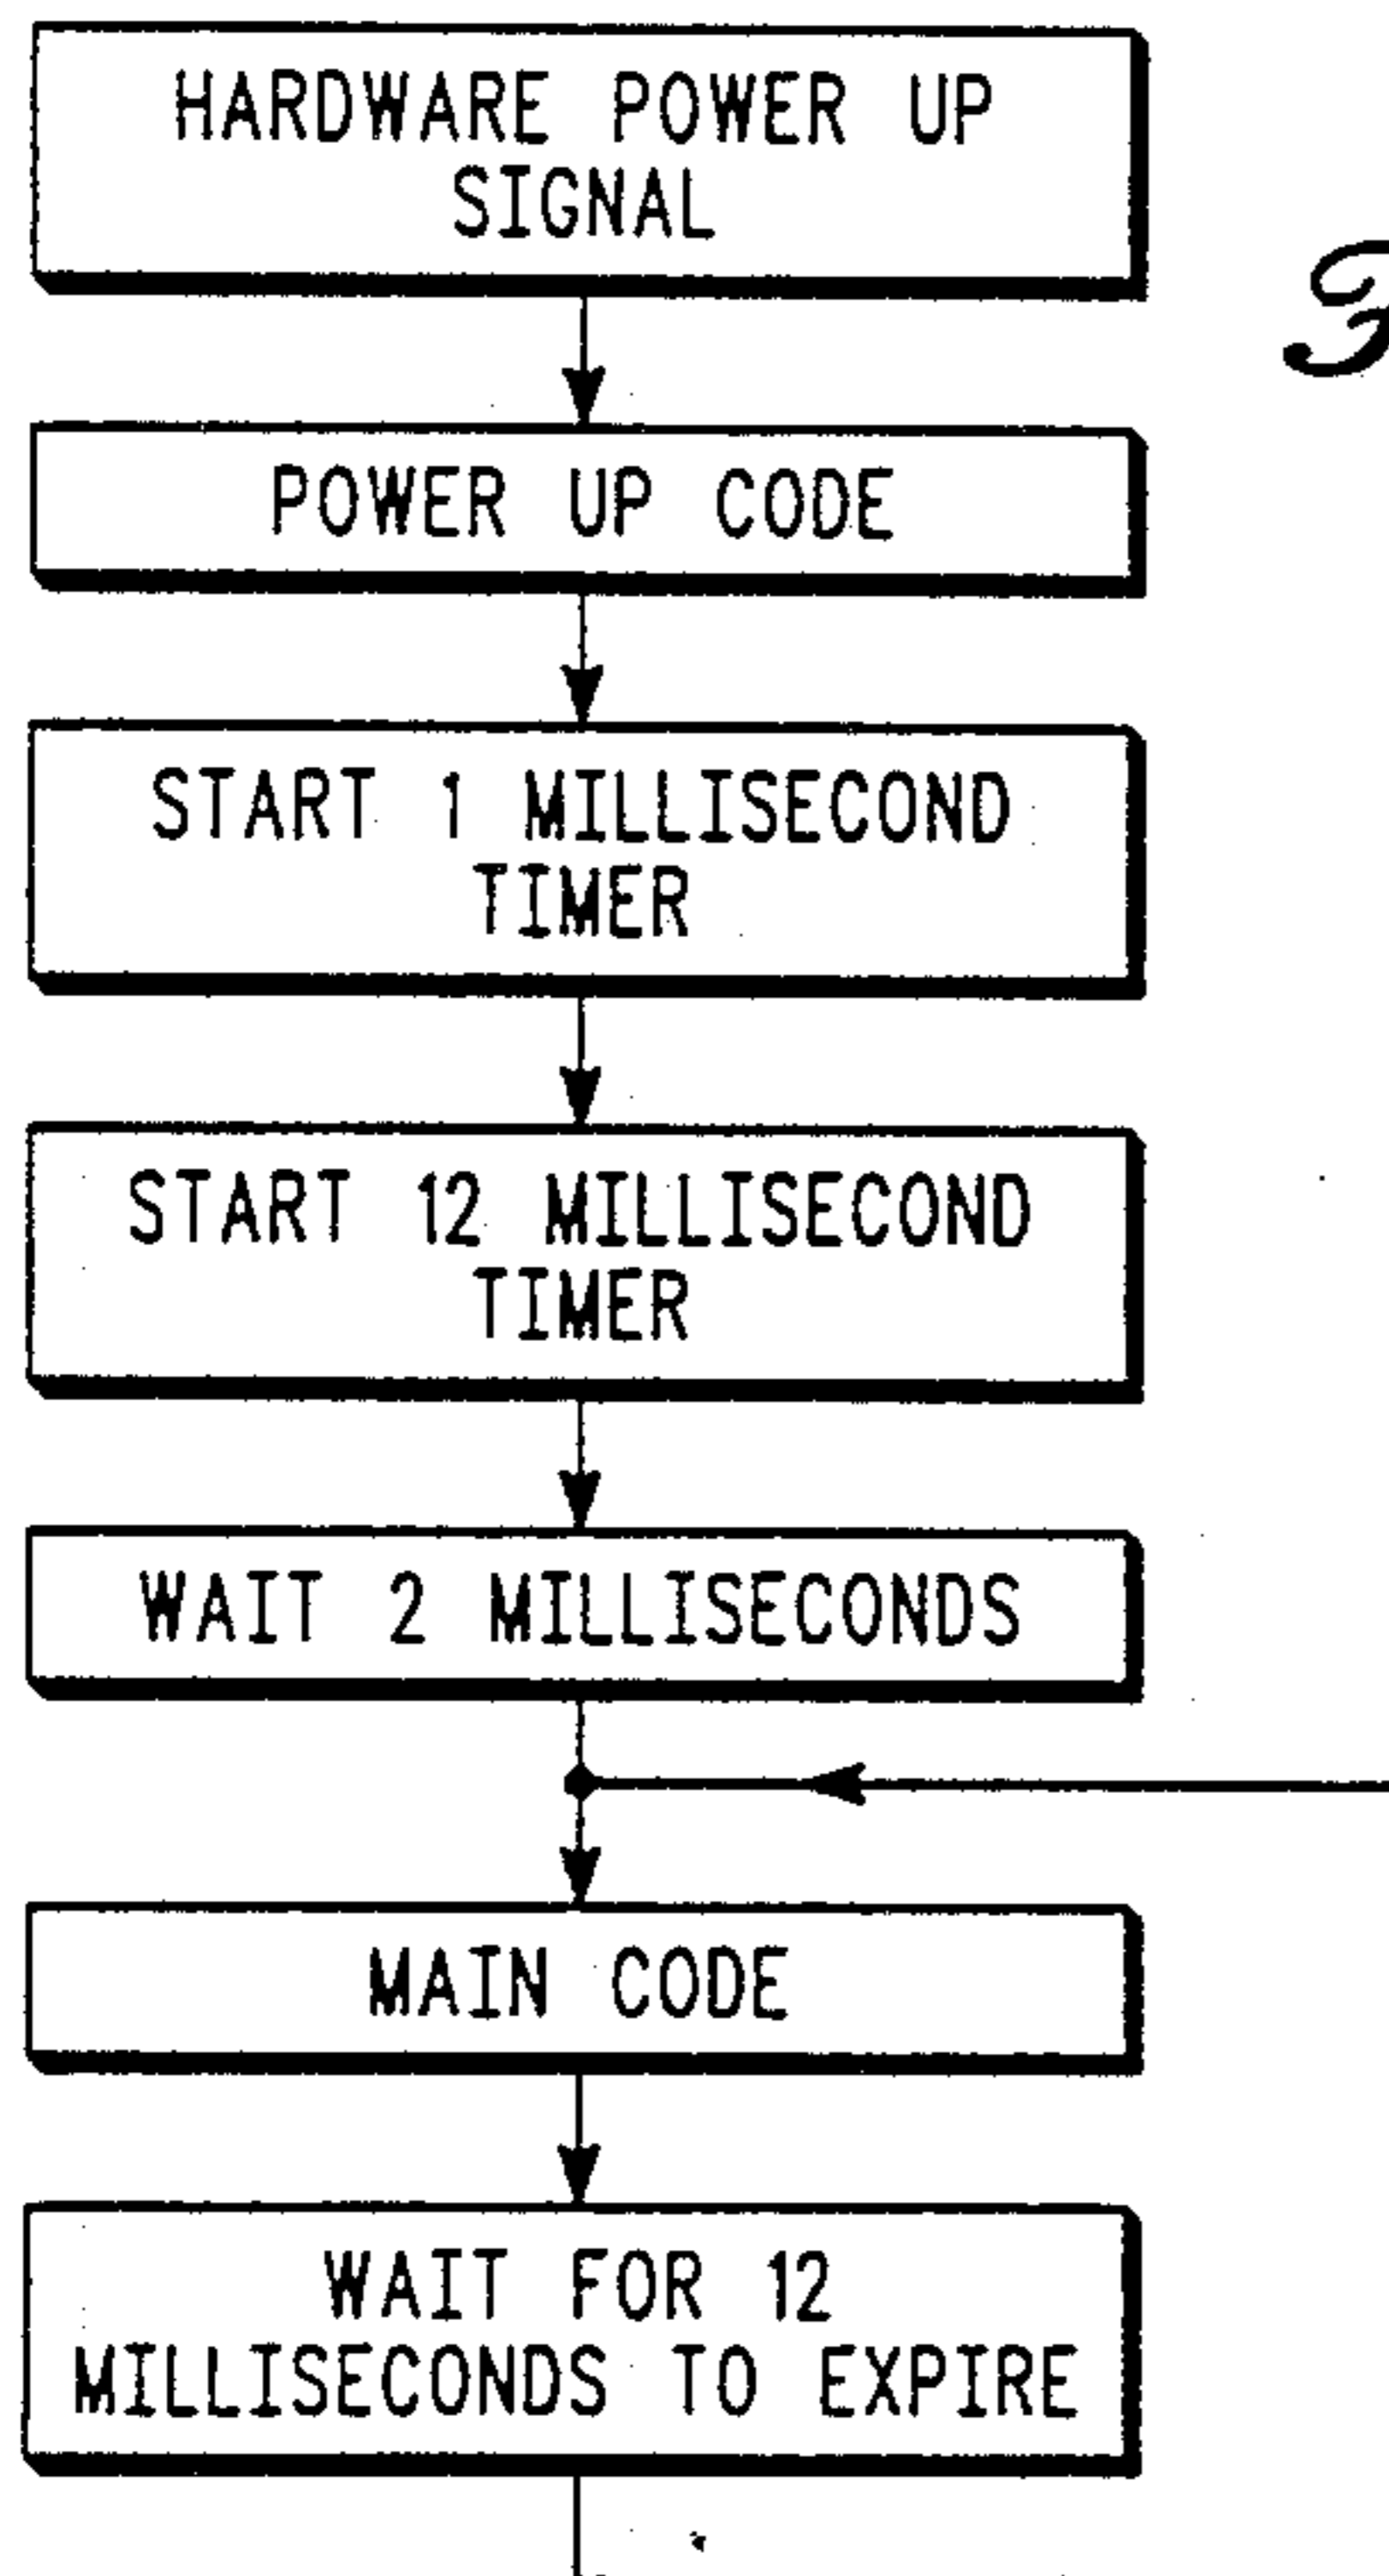 HARDWARE POWER UP
SIGNAL
POWER UP CODE
START 1 MILLISECOND
TIMER
START 12 MILLISECOND
TIMER
WAIT 2 MILLISECONDS
MAIN CODE
WAIT FOR 12
MILLISECONDS TO EXPIRE